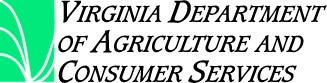 Virginia Department
of Agriculture and
Consumer Services